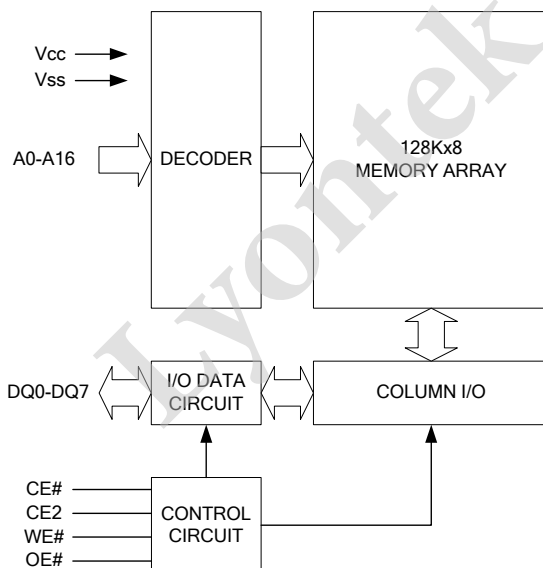 Vcc
Vss
A0-A16
DECODER
128Kx8
MEMORY ARRAY
DQ0-DQ7
I/O DATA
CIRCUIT
COLUMN I/O
CE#
CE2
WE#
OE#
CONTROL
CIRCUIT
Lyontek